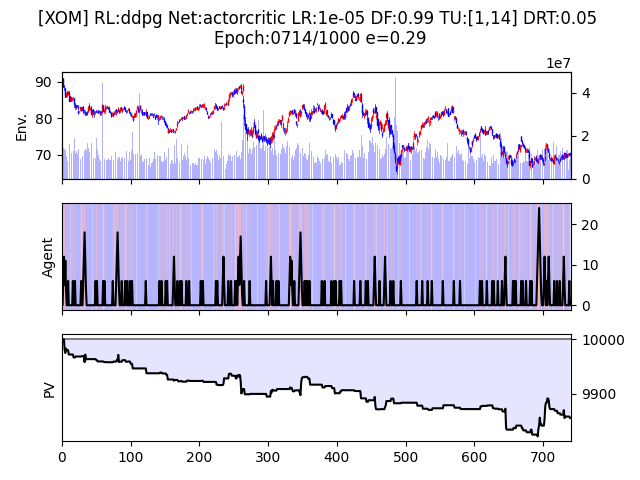 [XOM] RL:ddpg Net:actorcritic LR:1e-05 DF:0.99 TU:[1,14] DRT:0.05
Epoch:0714/1000 e=0.29
1e7
Env.
90
80
70
4
2
0
Agent
20
10
0
PV
10000
9900
0 100 200 300 400 500 600 700